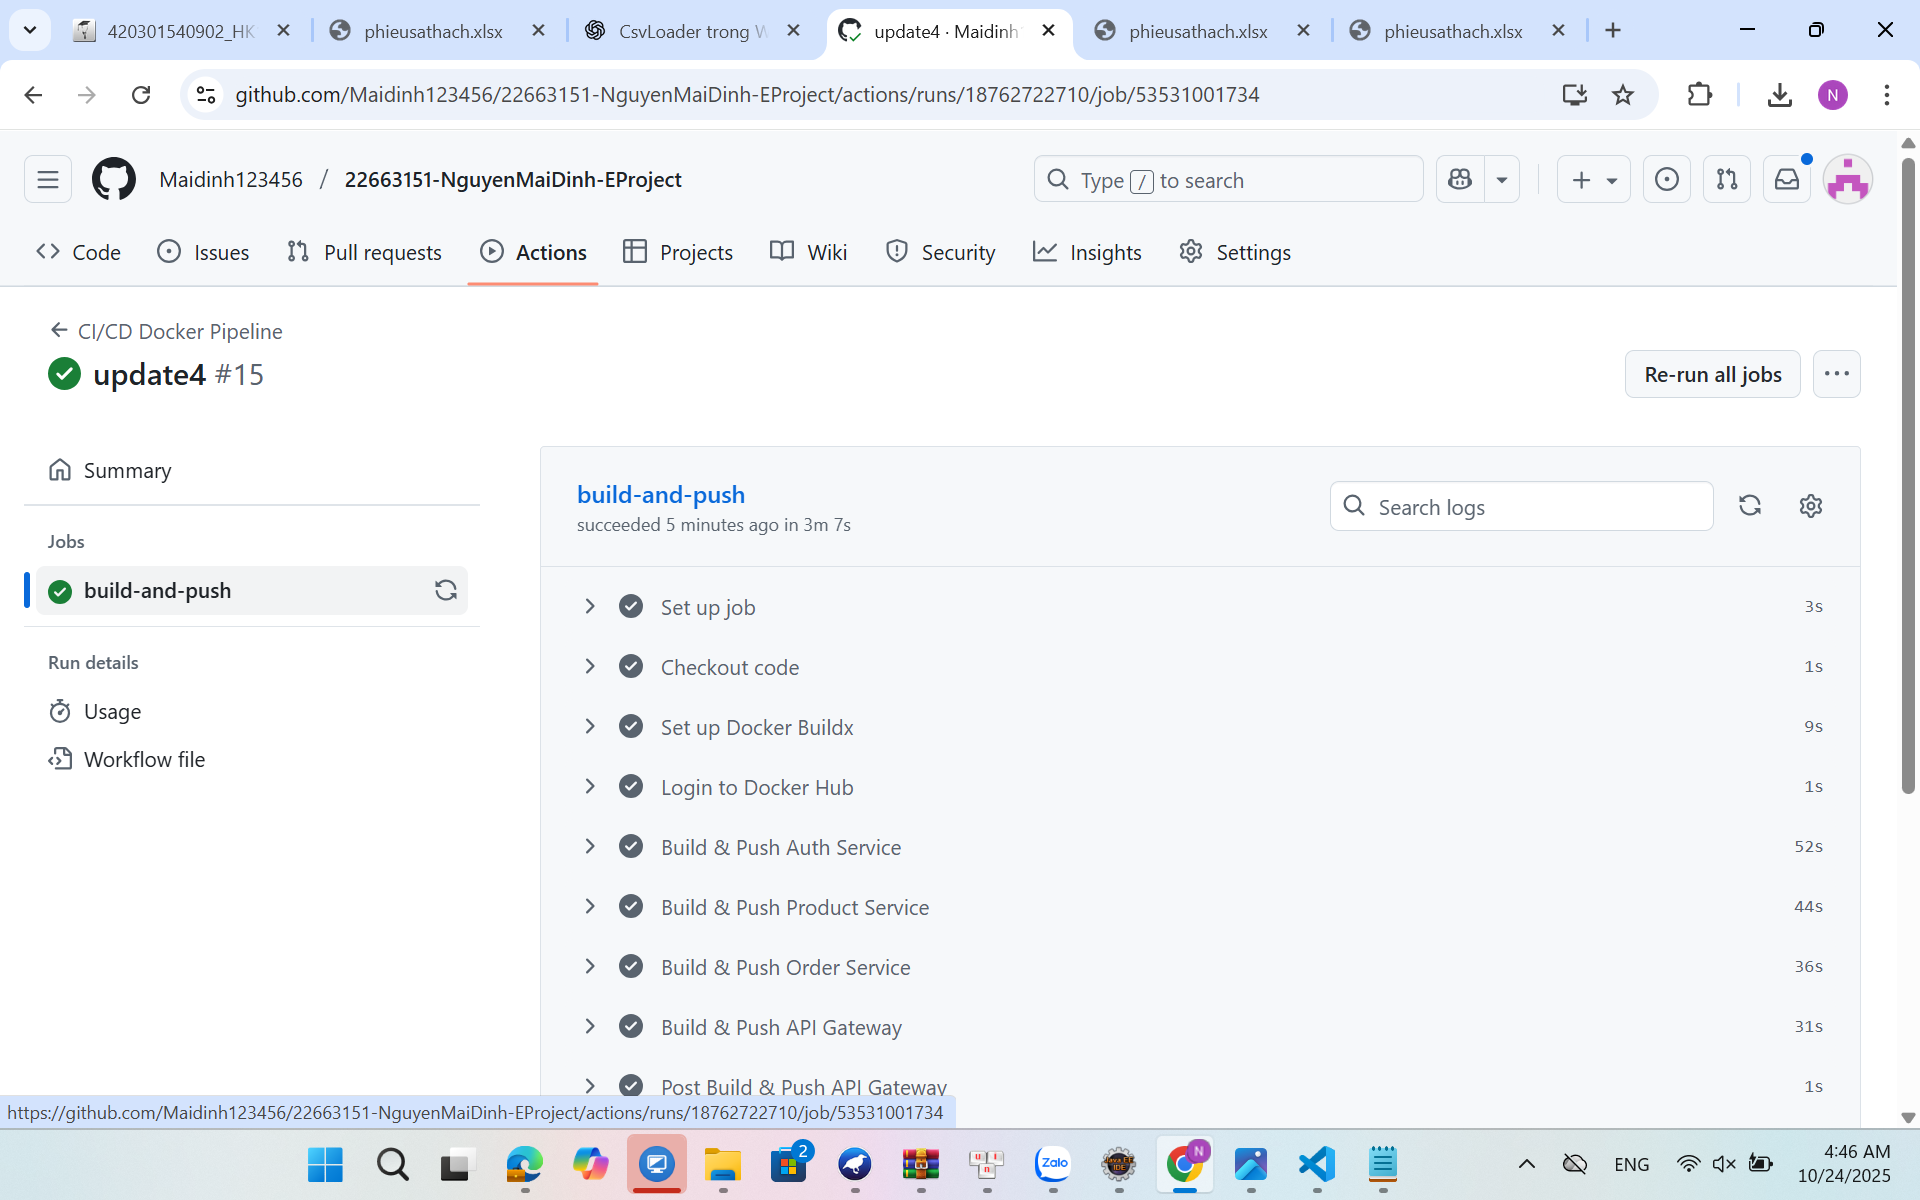 420301540902_HK
phieusathach.xlsx
CsvLoader trong W
update4 · Maidinh1
phieusathach.xlsx
phieusathach.xlsx
github.com/Maidinh123456/22663151-NguyenMaiDinh-EProject/actions/runs/18762722710/job/53531001734
N
Maidinh123456 / 22663151-NguyenMaiDinh-EProject
Type / to search
Code
Issues
Pull requests
Actions
Projects
Wiki
Security
Insights
Settings
CI/CD Docker Pipeline
update4 #15
Re-run all jobs
Summary
Jobs
build-and-push
Run details
Usage
Workflow file
build-and-push
succeeded 5 minutes ago in 3m 7s
Search logs
Set up job 3s
Checkout code 1s
Set up Docker Buildx 9s
Login to Docker Hub 1s
Build & Push Auth Service 52s
Build & Push Product Service 44s
Build & Push Order Service 36s
Build & Push API Gateway 31s
Post Build & Push API Gateway 1s
https://github.com/Maidinh123456/22663151-NguyenMaiDinh-EProject/actions/runs/18762722710/job/53531001734
2
Zalo
Java EE
IDE
N
ENG
4:46 AM
10/24/2025